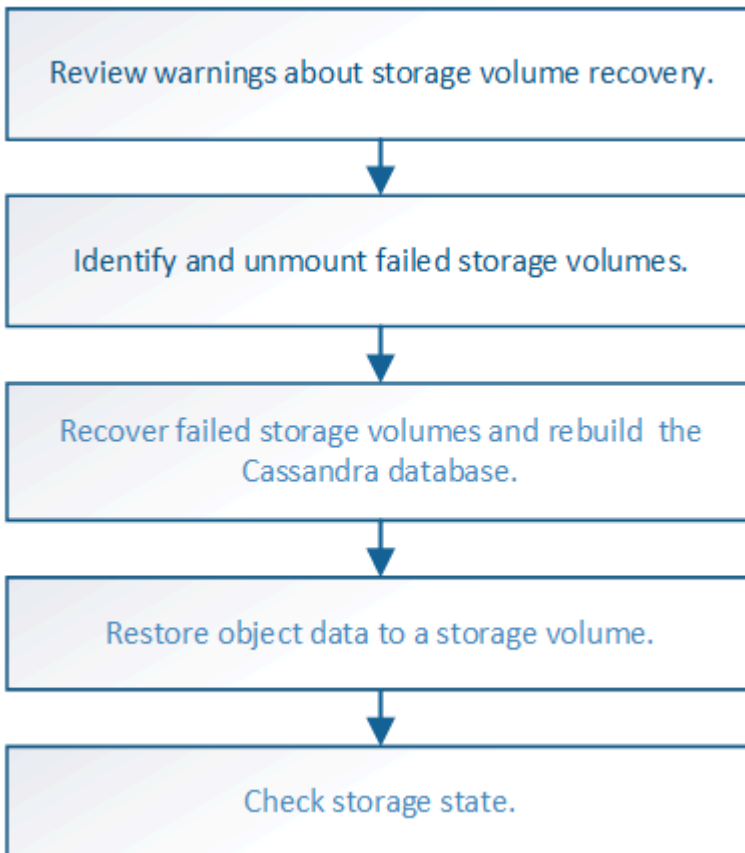 Review warnings about storage volume recovery.
Identify and unmount failed storage volumes.
Recover failed storage volumes and rebuild the
Cassandra database.
Restore object data to a storage volume.
Check storage state.